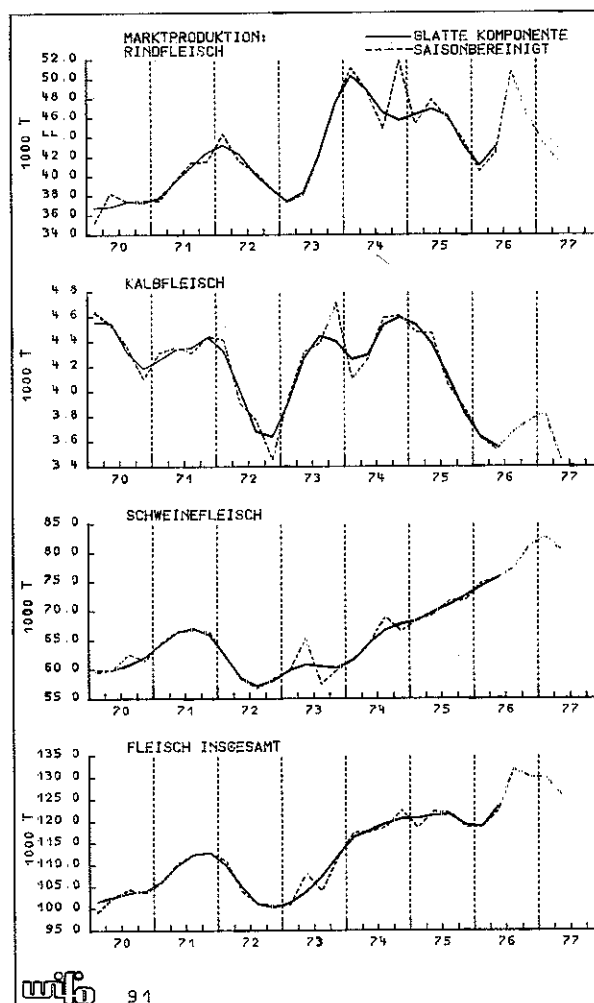 MARKTPRODUKTION:
RINDFLEISCH
GLATTE KOMPONENTE
SAISONBEREINIGT
1000 T
52.0
50.0
48.0
46.0
44.0
42.0
40.0
38.0
36.0
34.0
70 71 72 73 74 75 76 77
KALBFLEISCH
1000 T
4.8
4.6
4.4
4.2
4.0
3.8
3.6
3.4
70 71 72 73 74 75 76 77
SCHWEINEFLEISCH
1000 T
85.0
80.0
75.0
70.0
65.0
60.0
55.0
70 71 72 73 74 75 76 77
FLEISCH INSGESAMT
1000 T
135.0
130.0
125.0
120.0
115.0
110.0
105.0
100.0
95.0
70 71 72 73 74 75 76 77
wifo 91